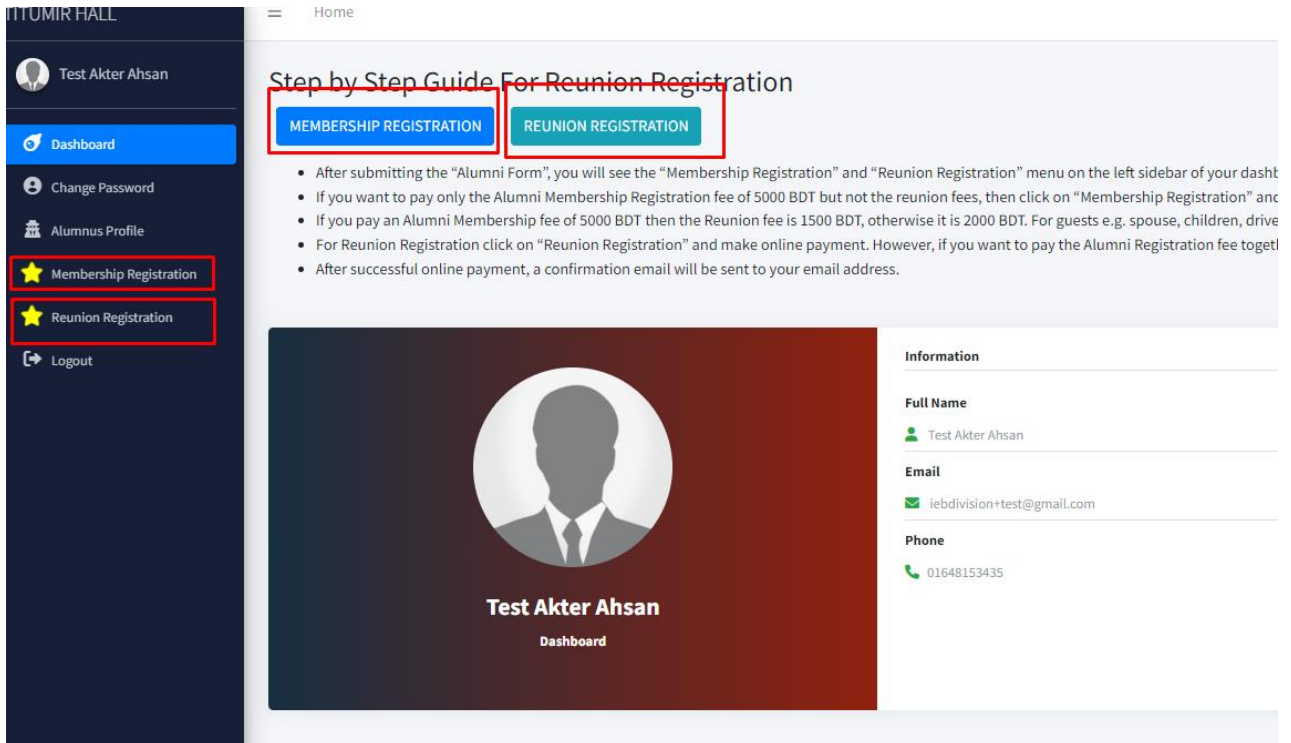 TITUMIR HALL
Home
Test Akter Ahsan
Dashboard
Change Password
Alumnus Profile
Membership Registration
Reunion Registration
Logout
Step by Step Guide For Reunion Registration
MEMBERSHIP REGISTRATION REUNION REGISTRATION
• After submitting the “Alumni Form”, you will see the “Membership Registration” and “Reunion Registration” menu on the left sidebar of your
• If you want to pay only the Alumni Membership Registration fee of 5000 BDT but not the reunion fees, then click on “Membership Registration”
• If you pay an Alumni Membership fee of 5000 BDT then the Reunion fee is 1500 BDT, otherwise it is 2000 BDT. For guests e.g. spouse, children,
• For Reunion Registration click on “Reunion Registration” and make online payment. However, if you want to pay the Alumni Registration fee
• After successful online payment, a confirmation email will be sent to your email address.
Test Akter Ahsan
Dashboard
Information
Full Name
Test Akter Ahsan
Email
iebdivision+test@gmail.com
Phone
01648153435